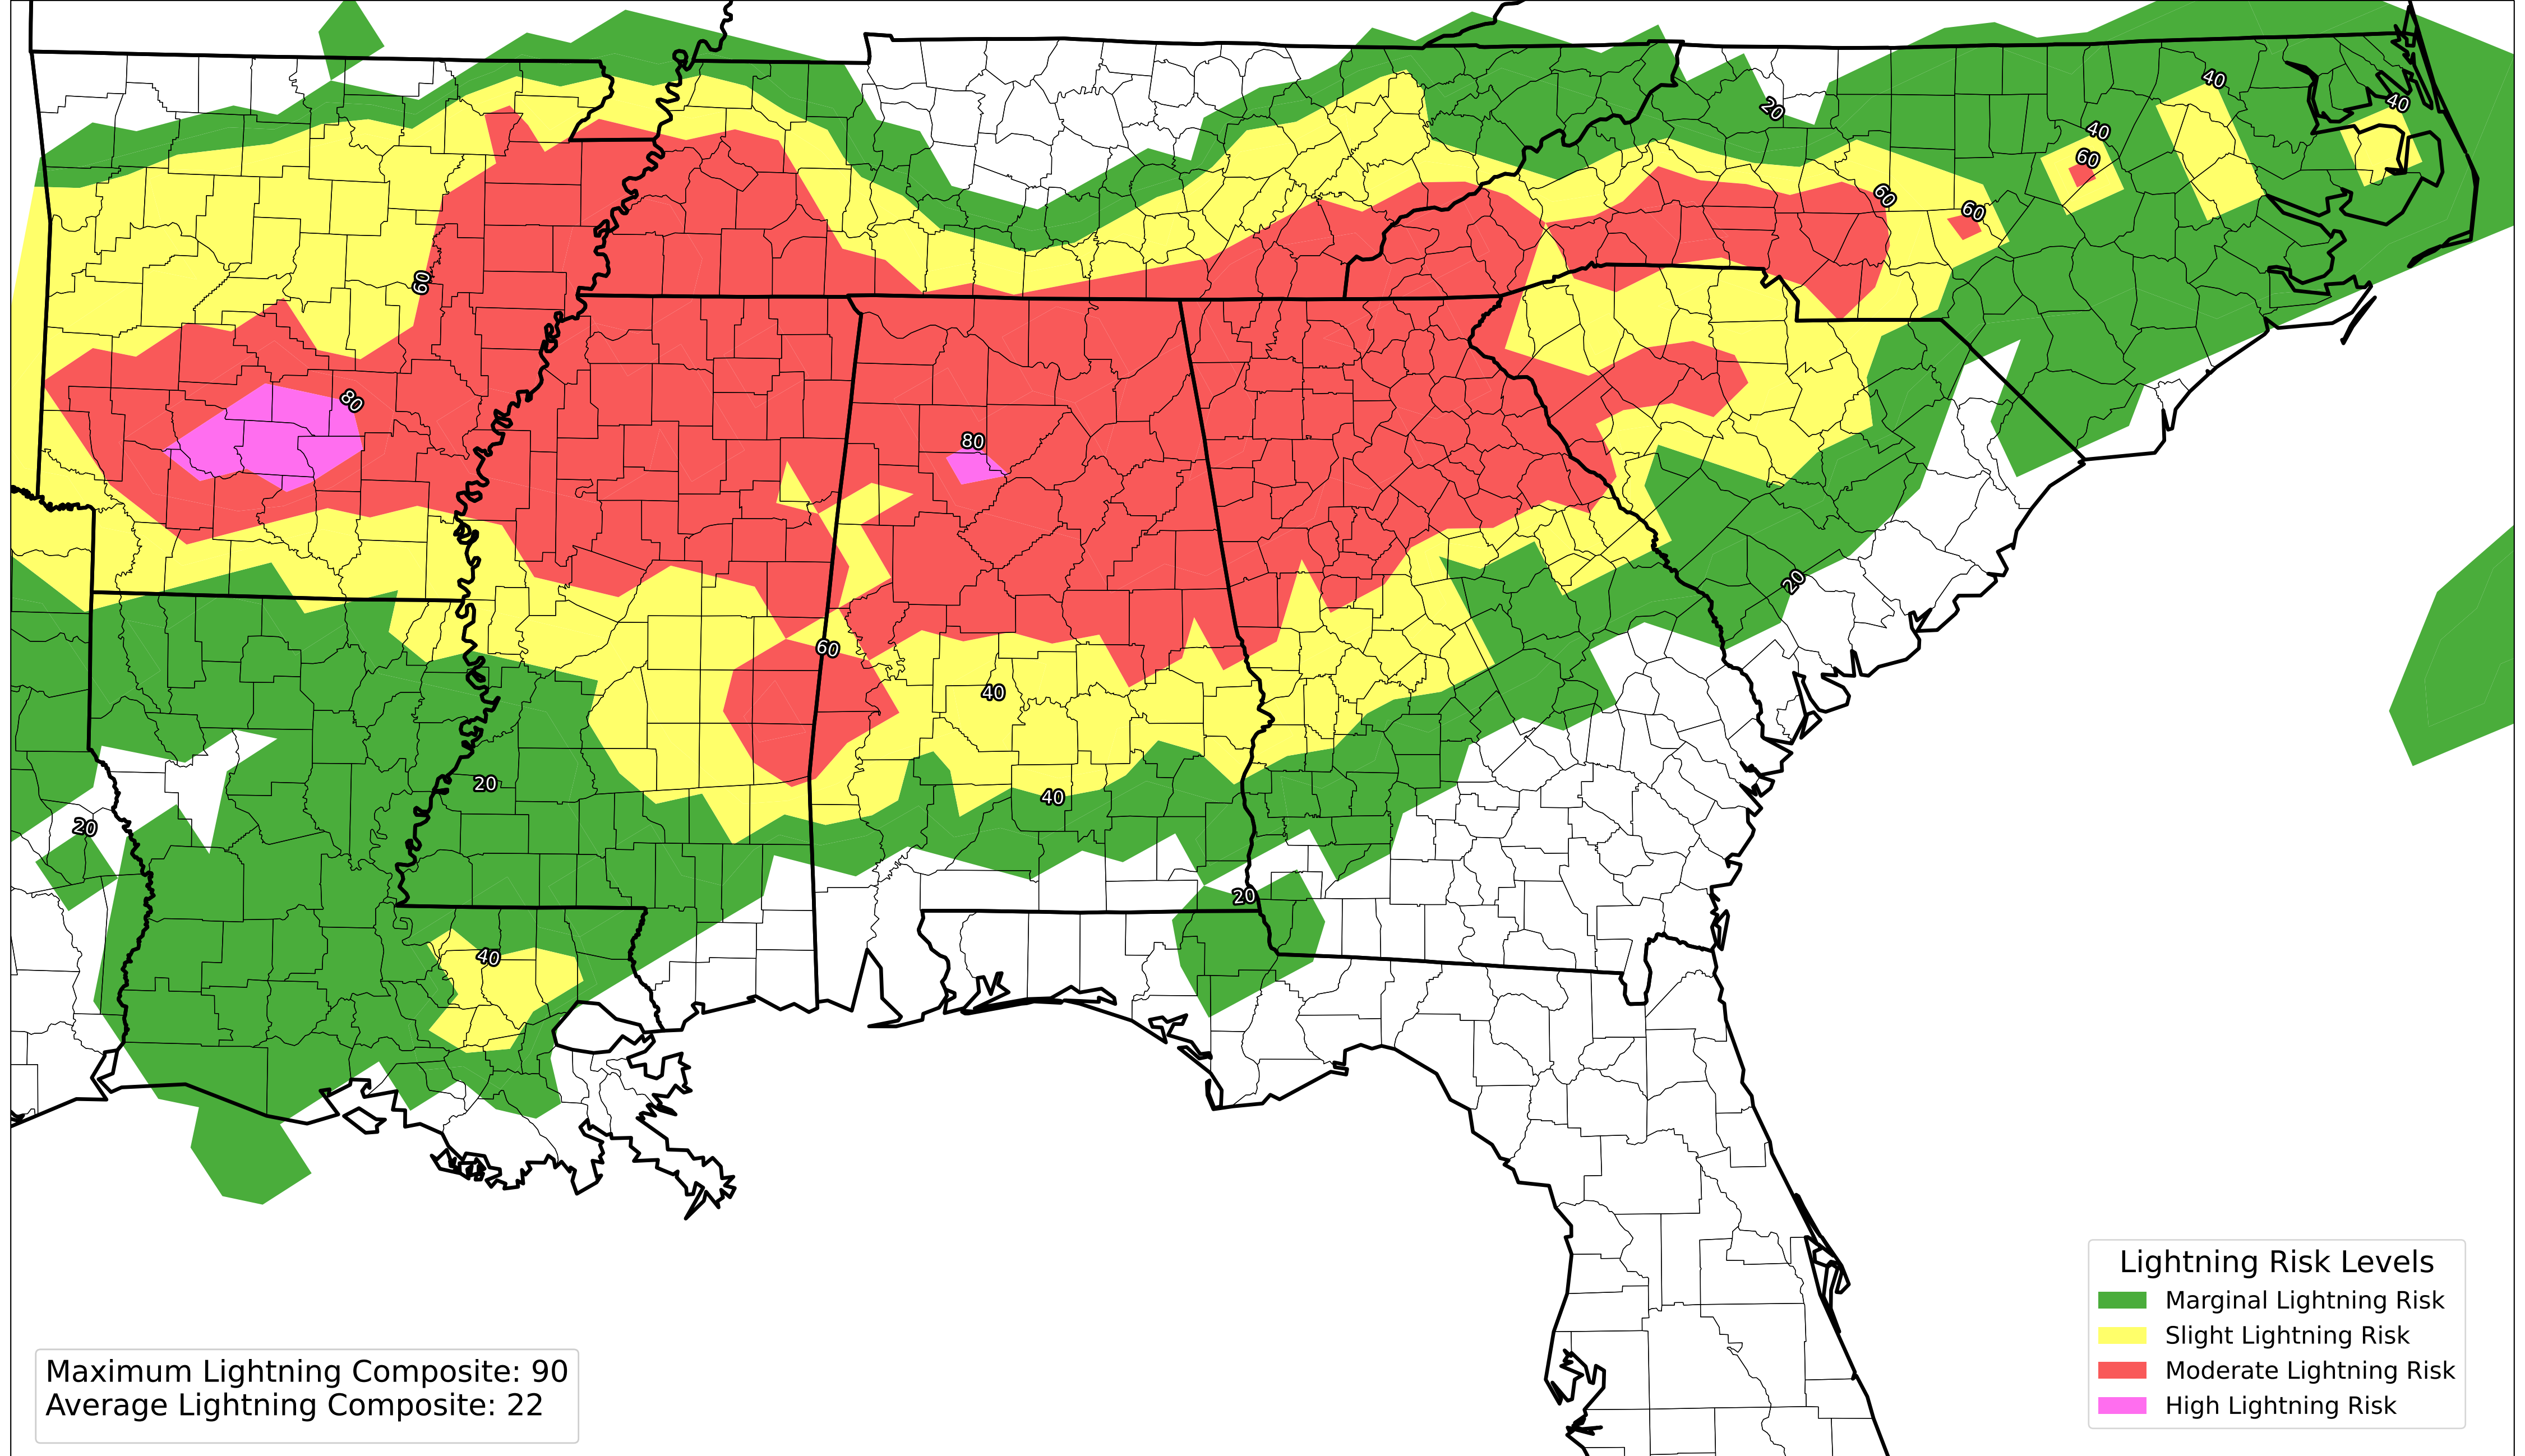 40
40
20
40
60
60
60
60
80
80
20
60
40
40
20
20
20
40
Lightning Risk Levels
Marginal Lightning Risk
Slight Lightning Risk
Moderate Lightning Risk
High Lightning Risk
Maximum Lightning Composite: 90
Average Lightning Composite: 22